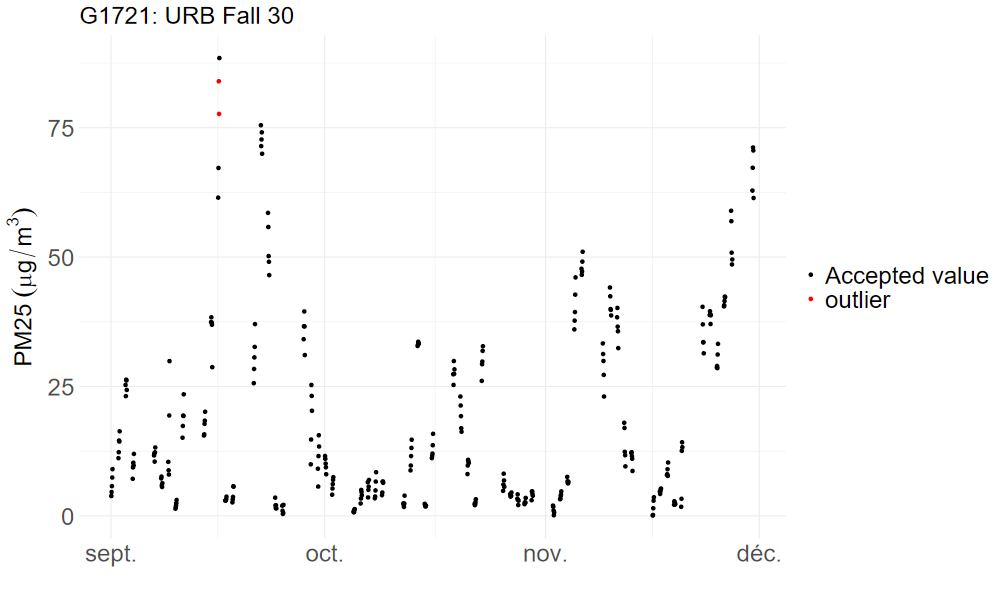 G1721: URB Fall 30
PM25 (μg/m³)
75
50
25
0
sept.
oct.
nov.
déc.
Accepted value
outlier